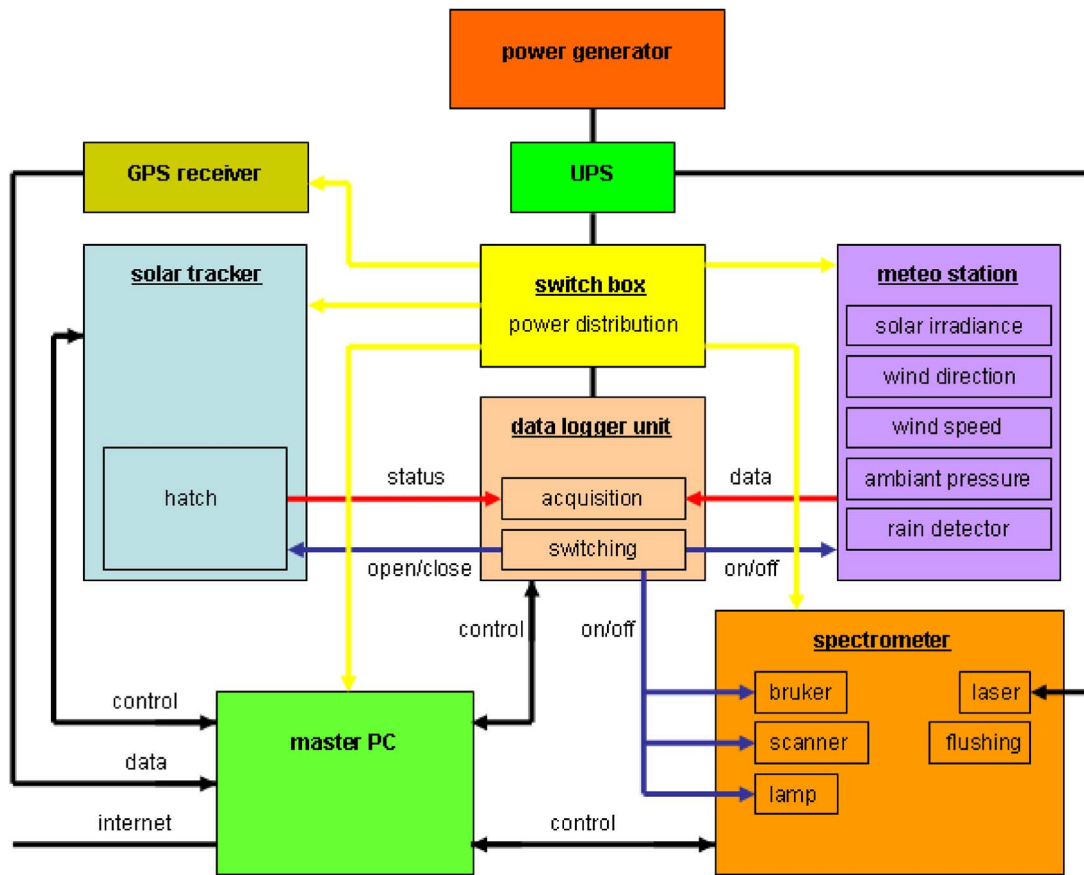 power generator
GPS receiver
UPS
solar tracker
switch box
power distribution
meteo station
solar irradiance
wind direction
wind speed
ambiant pressure
rain detector
data logger unit
hatch
status
acquisition
data
switching
open/close
on/off
control
on/off
spectrometer
bruker
laser
scanner
flushing
lamp
control
master PC
data
internet
control